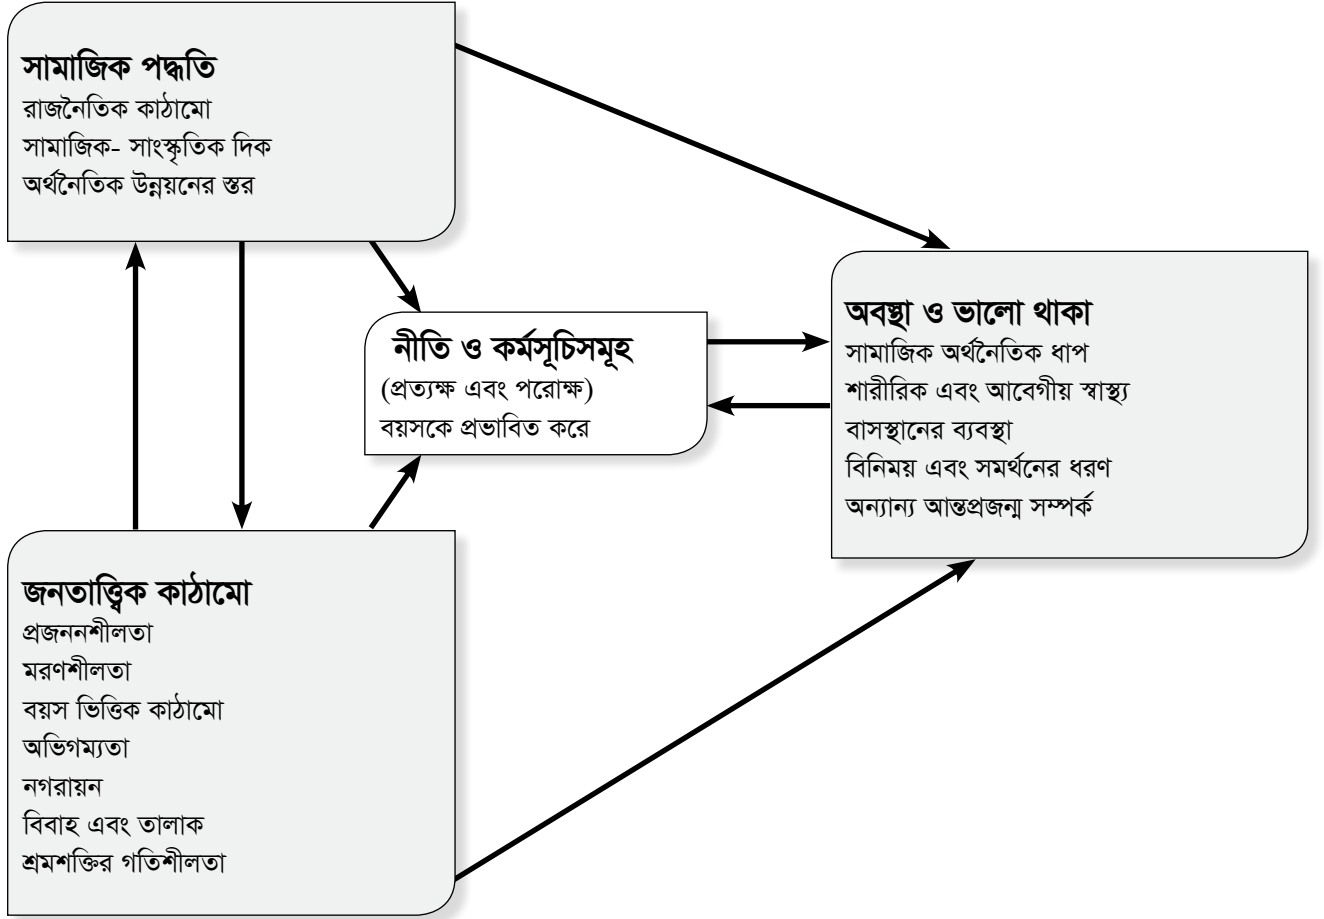 সামাজিক পদ্ধতি
রাজনৈতিক কাঠামো
সামাজিক- সাংস্কৃতিক দিক
অর্থনৈতিক উন্নয়নের স্তর
নীতি ও কর্মসূচিসমূহ
(প্রত্যক্ষ এবং পরোক্ষ)
বয়সকে প্রভাবিত করে
অবস্থা ও ভালো থাকা
সামাজিক অর্থনৈতিক ধাপ
শারীরিক এবং আবেগীয় স্বাস্থ্য
বাসস্থানের ব্যবস্থা
বিনিময় এবং সমর্থনের ধরণ
অন্যান্য আন্তপ্রজন্ম সম্পর্ক
জনতাত্ত্বিক কাঠামো
প্রজননশীলতা
মরণশীলতা
বয়স ভিত্তিক কাঠামো
অভিগম্যতা
নগরায়ন
বিবাহ এবং তালাক
শ্রমশক্তির গতিশীলতা